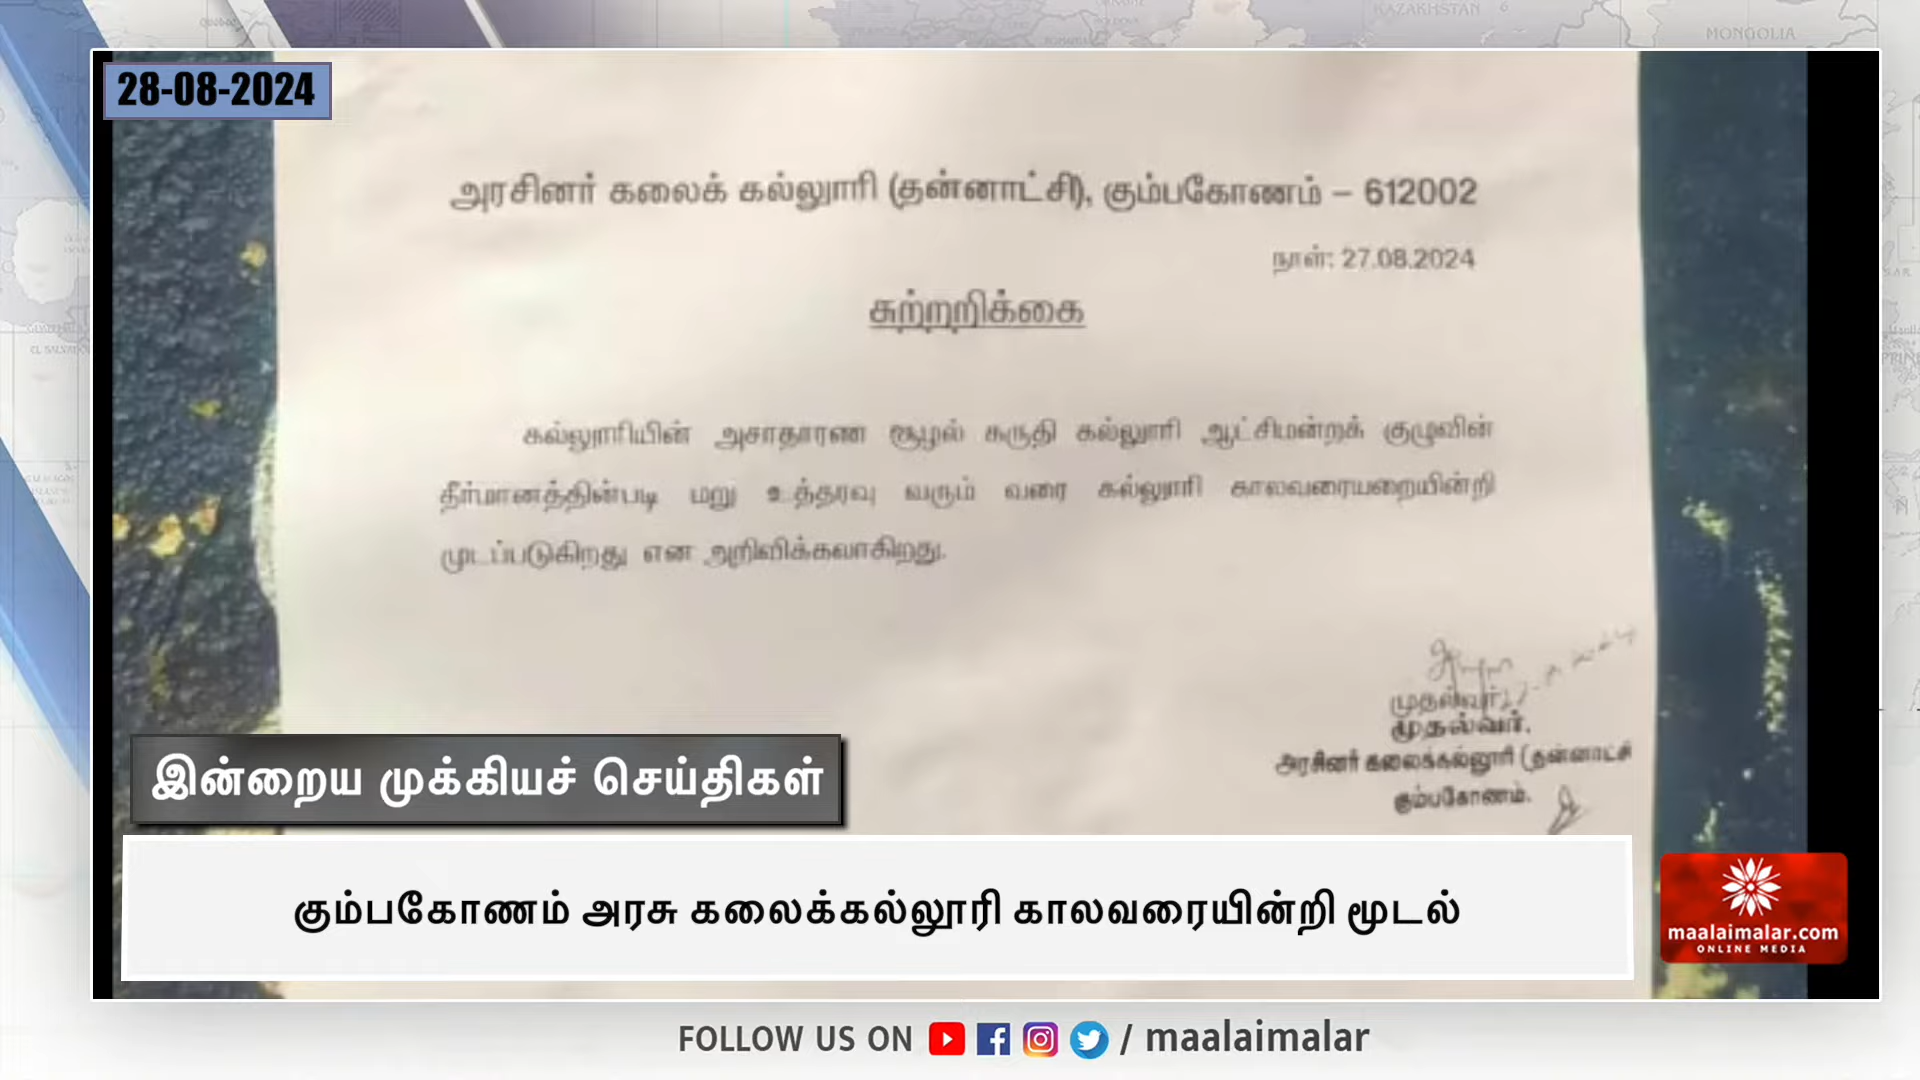 28-08-2024
அரசினர் கலைக் கல்லூரி (தன்னாட்சி), கும்பகோணம் – 612002
நாள்: 27.08.2024
சுற்றறிக்கை
கல்லூரியின் அசாதாரண சூழல் கருதி கல்லூரி ஆட்சிமன்றக் குழுவின்
தீர்மானத்தின்படி மறு உத்தரவு வரும் வரை கல்லூரி காலவரையறையின்றி
முடப்படுகிறது என அறிவிக்கலாகிறது.
முதல்வர்
முதல்வர்.
அரசினர் கலைக்கல்லூரி (தன்னாட்சி
கும்பகோணம்.
இன்றைய முக்கியச் செய்திகள்
கும்பகோணம் அரசு கலைக்கல்லூரி காலவரையின்றி மூடல்
maalaimalar.com
ONLINE MEDIA
FOLLOW US ON / maalaimalar